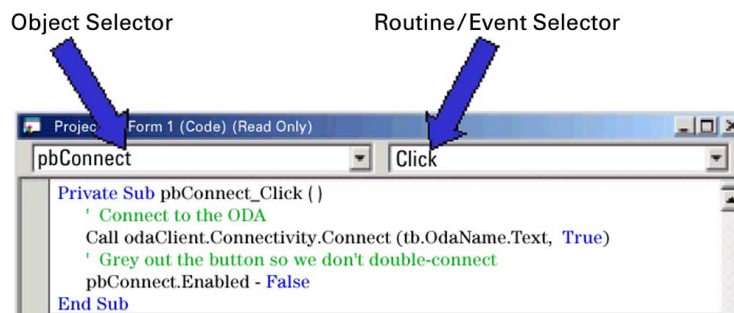 Object Selector
Routine/Event Selector
Form 1 (Code) (Read Only)
pbConnect
Click
Private Sub pbConnect_Click ( )
' Connect to the ODA
Call odaClient.Connectivity.Connect (tb.OdaName.Text, True)
' Grey out the button so we don't double-connect
pbConnect.Enabled - False
End Sub